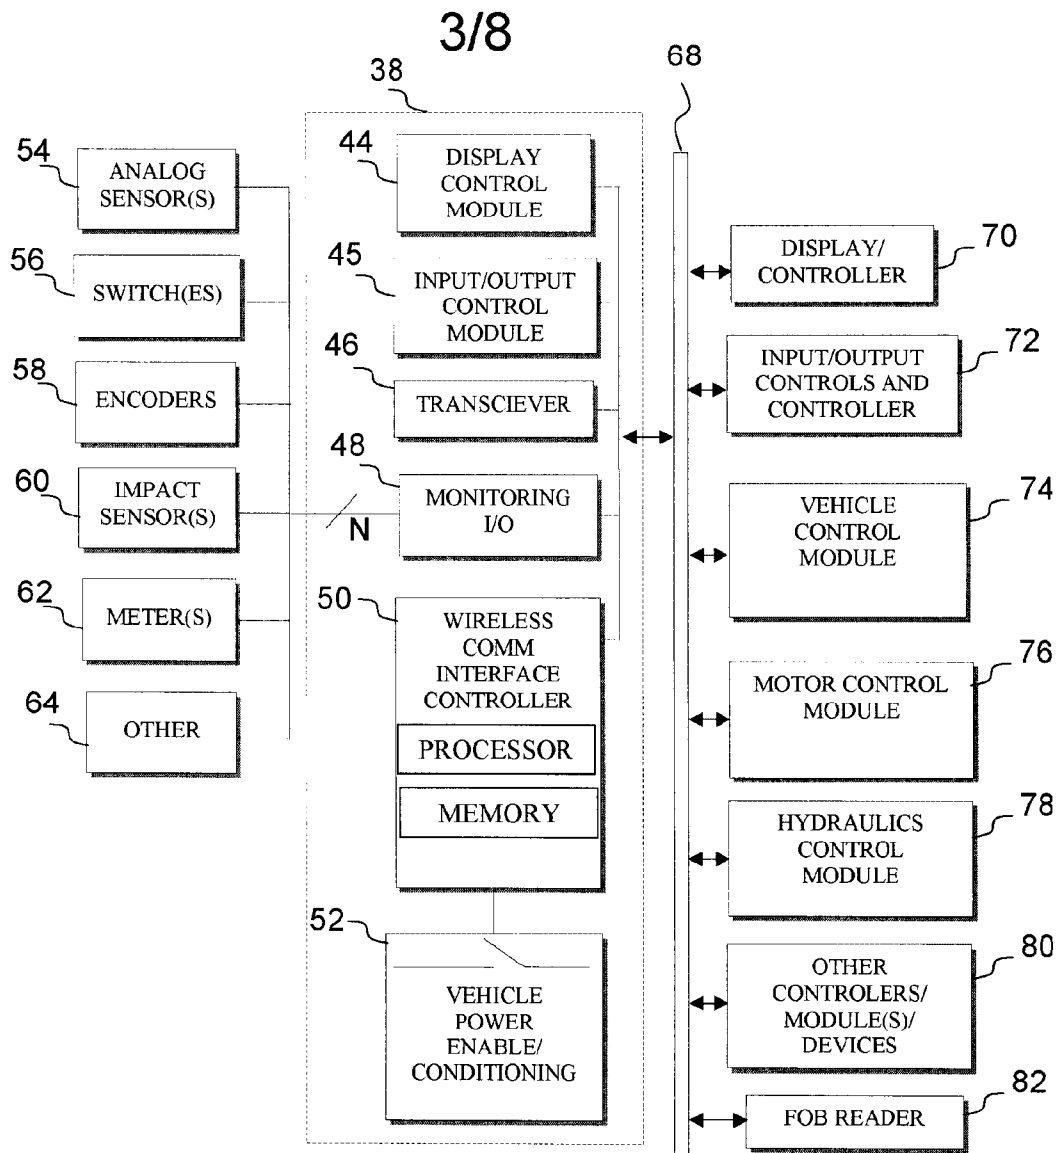 3/8
38
68
54
ANALOG
SENSOR(S)
56
SWITCH(ES)
58
ENCODERS
60
IMPACT
SENSOR(S)
62
METER(S)
64
OTHER
N
44
DISPLAY
CONTROL
MODULE
45
INPUT/OUTPUT
CONTROL
MODULE
46
TRANSCIEVER
48
MONITORING
I/O
50
WIRELESS
COMM
INTERFACE
CONTROLLER
PROCESSOR
MEMORY
52
VEHICLE
POWER
ENABLE/
CONDITIONING
70
DISPLAY/
CONTROLLER
72
INPUT/OUTPUT
CONTROLS AND
CONTROLLER
74
VEHICLE
CONTROL
MODULE
76
MOTOR CONTROL
MODULE
78
HYDRAULICS
CONTROL
MODULE
80
OTHER
CONTROLERS/
MODULE(S)/
DEVICES
82
FOB READER